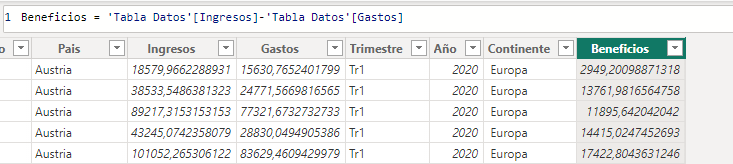 1 Beneficios = 'Tabla Datos'[Ingresos]-'Tabla Datos'[Gastos]
o País Ingresos Gastos Trimestre Año Continente Beneficios
Austria 18579,9662288931 15630,7652401799 Tr1 2020 Europa 2949,20098871318
Austria 38533,5486381323 24771,5669816565 Tr1 2020 Europa 13761,9816564758
Austria 89217,3153153153 77321,6732732733 Tr1 2020 Europa 11895,642042042
Austria 43245,0742358079 28830,0494905386 Tr1 2020 Europa 14415,0247452693
Austria 101052,265306122 83629,4609429979 Tr1 2020 Europa 17422,8043631246